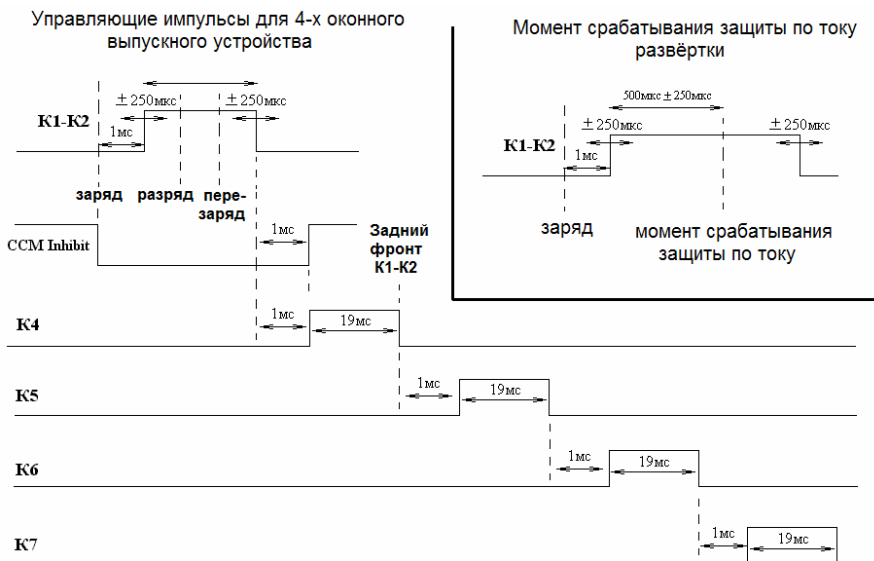 Управляющие импульсы для 4-х оконного
выпускного устройства
± 250мкс
± 250мкс
К1-К2
1мс
заряд
разряд
пере-
заряд
CCM Inhibit
1мс
Задний
фронт
К1-К2
Момент срабатывания защиты по току
развёртки
500мкс ± 250мкс
± 250мкс
± 250мкс
К1-К2
1мс
заряд
момент срабатывания
защиты по току
К4
1мс
19мс
К5
1мс
19мс
К6
1мс
19мс
К7
1мс
19мс